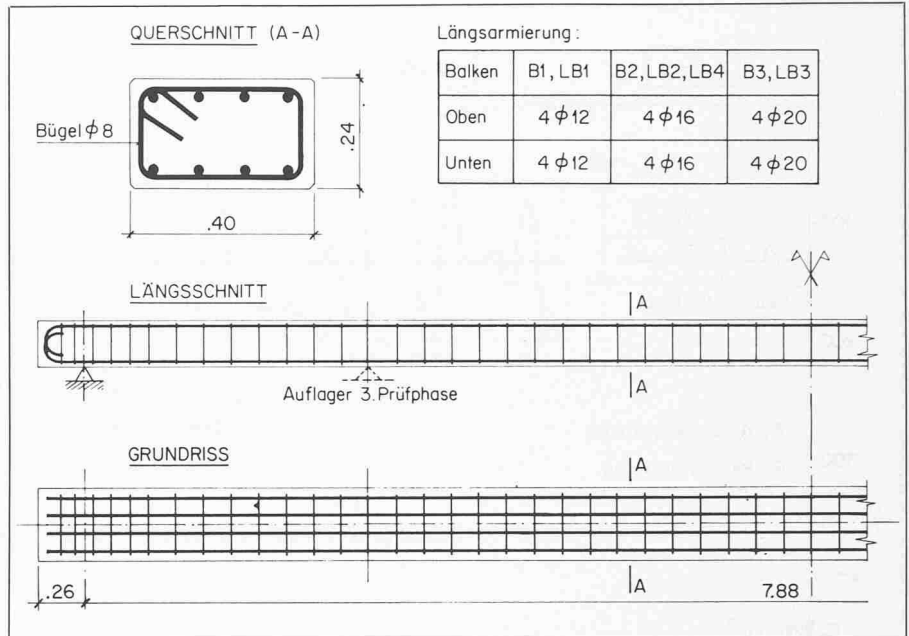 QUERSCHNITT (A-A)
Bügel ϕ 8
.24
.40
Längsarmierung:
Balken B1, LB1 B2, LB2, LB4 B3, LB3
Oben 4 ϕ 12 4 ϕ 16 4 ϕ 20
Unten 4 ϕ 12 4 ϕ 16 4 ϕ 20
LÄNGSSCHNITT
A
A
Auflager 3. Prüfphase
GRUNDRISS
A
A
.26
7.88